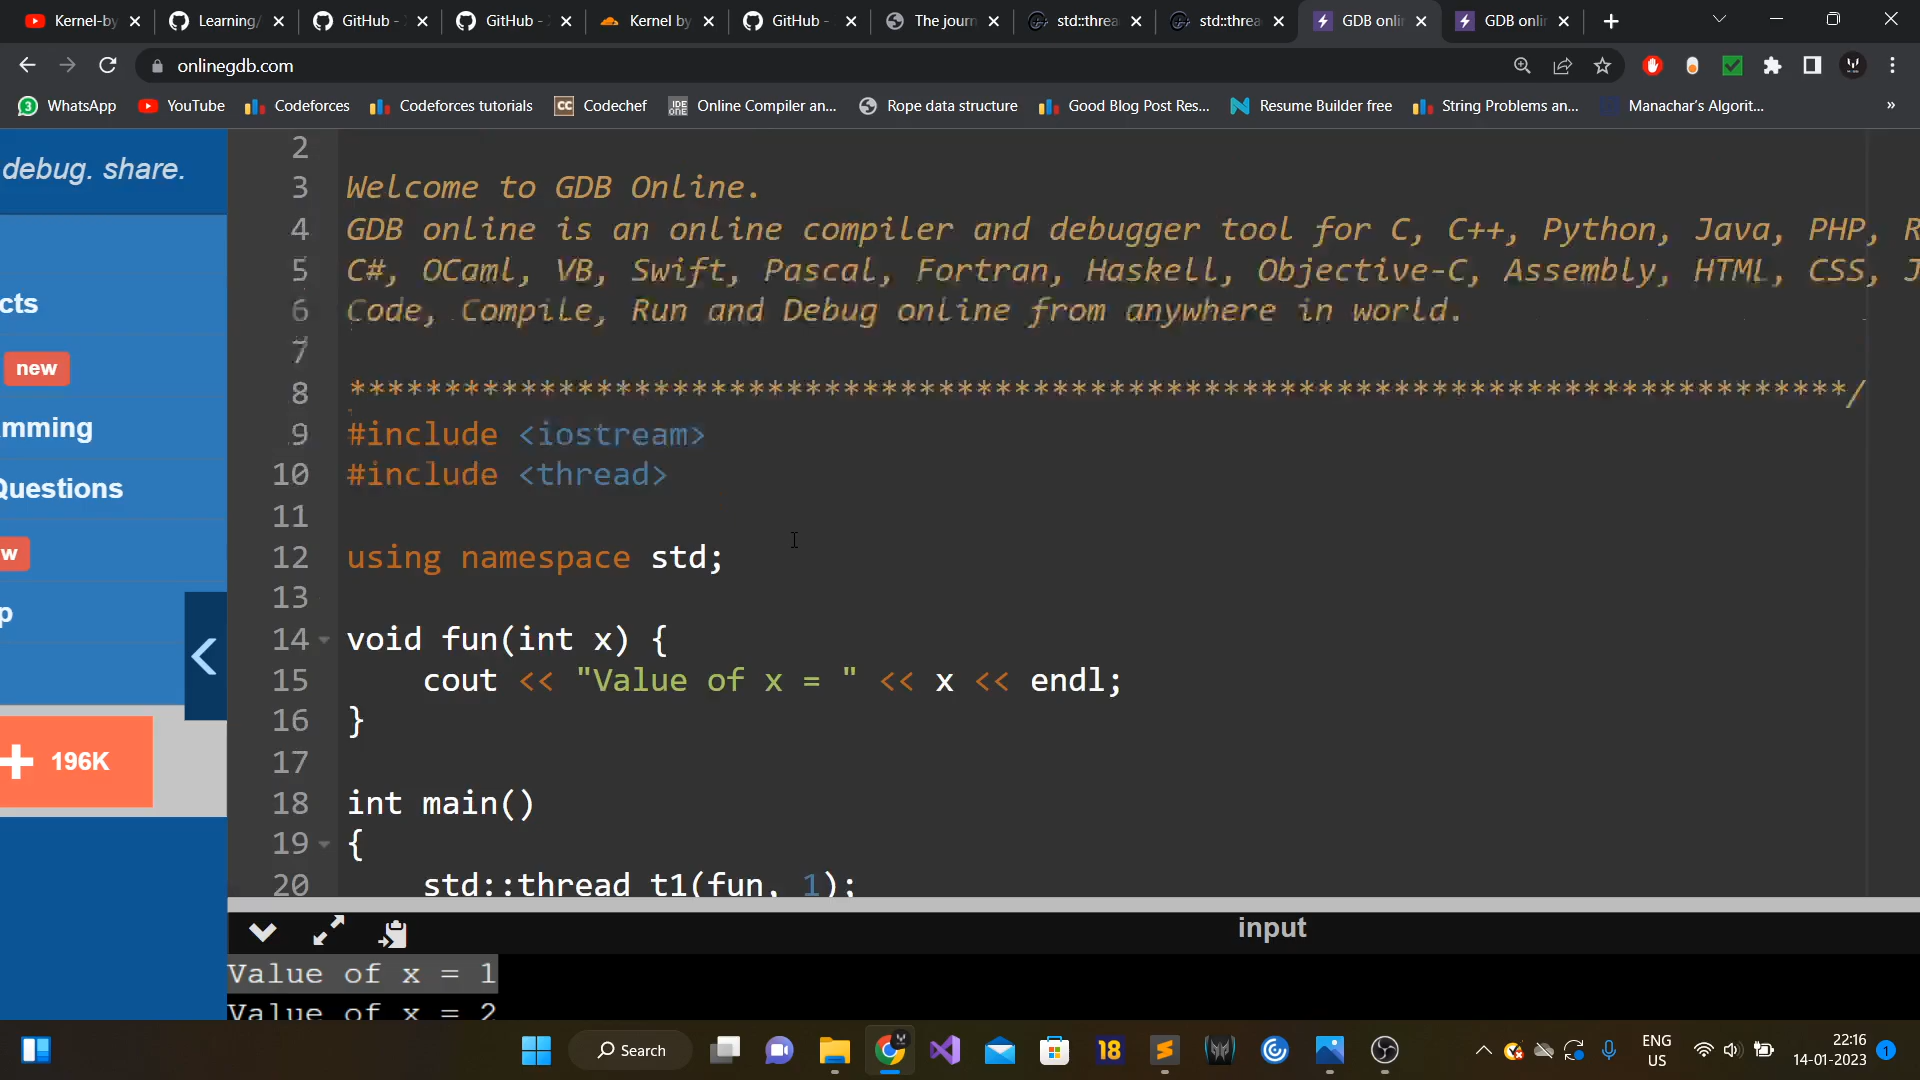 Kernel-by
Learning/
GitHub -
GitHub -
Kernel by
GitHub -
The journ
std::threa
std::threa
GDB onlin
GDB onlin
onlinegdb.com
WhatsApp
YouTube
Codeforces
Codeforces tutorials
Codechef
Online Compiler an...
Rope data structure
Good Blog Post Res...
Resume Builder free
String Problems an...
Manachar's Algorit...
»
debug. share.
cts
new
mming
Questions
w
p
196K
2
3 Welcome to GDB Online.
4 GDB online is an online compiler and debugger tool for C, C++, Python, Java, PHP, R
5 C#, OCaml, VB, Swift, Pascal, Fortran, Haskell, Objective-C, Assembly, HTML, CSS, J
6 Code, Compile, Run and Debug online from anywhere in world.
7
8 *******************************************************************************/
9 #include <iostream>
10 #include <thread>
11
12 using namespace std;
13
14 void fun(int x) {
15 cout << "Value of x = " << x << endl;
16 }
17
18 int main()
19 {
20 std::thread t1(fun, 1);
input
Value of x = 1
Value of x = 2
Search
18
ENG
US
22:16
14-01-2023
1